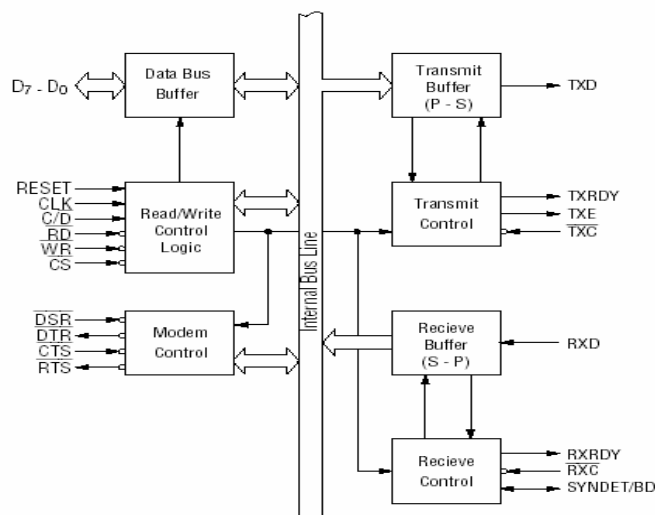 D7 - D0
Data Bus
Buffer
Transmit
Buffer
(P - S)
TXD
RESET
CLK
C/D
RD
WR
CS
Read/Write
Control
Logic
Transmit
Control
TXRDY
TXE
TXC
Internal Bus Line
DSR
DTR
CTS
RTS
Modem
Control
Recieve
Buffer
(S - P)
RXD
Recieve
Control
RXRDY
RXC
SYNDET/BD